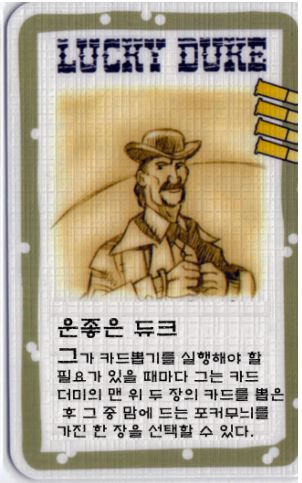 LUCKY DUKE
운좋은 듀크
그가 카드뽑기를 실행해야 할
필요가 있을 때마다 그는 카드
더미의 맨 위 두 장의 카드를 뽑은
후 그 중 맘에 드는 포커무늬를
가진 한 장을 선택할 수 있다.